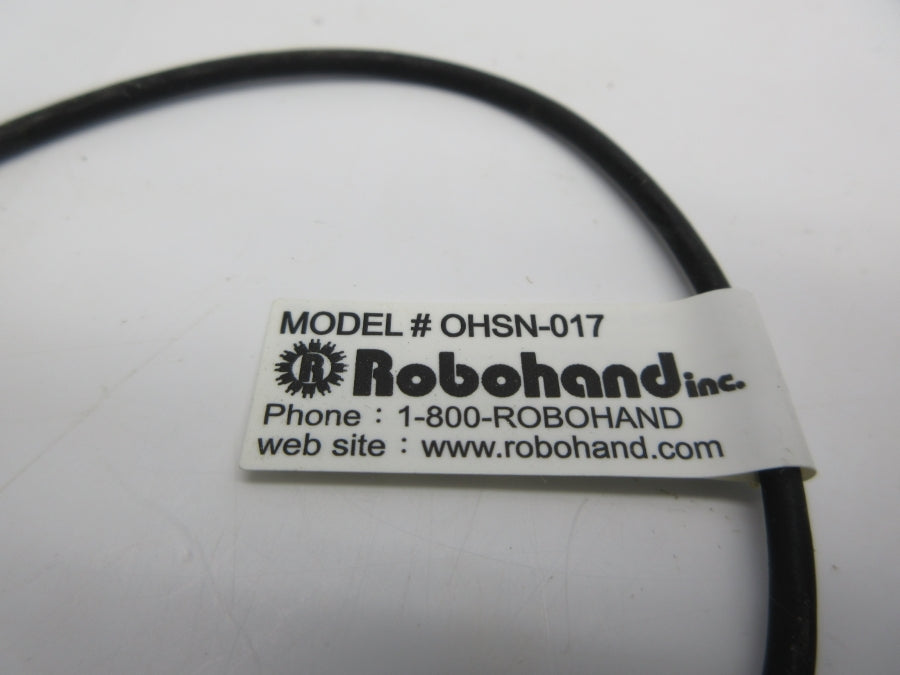 MODEL # OHSN-017
R Robohand inc.
Phone : 1-800-ROBOHAND
web site : www.robohand.com